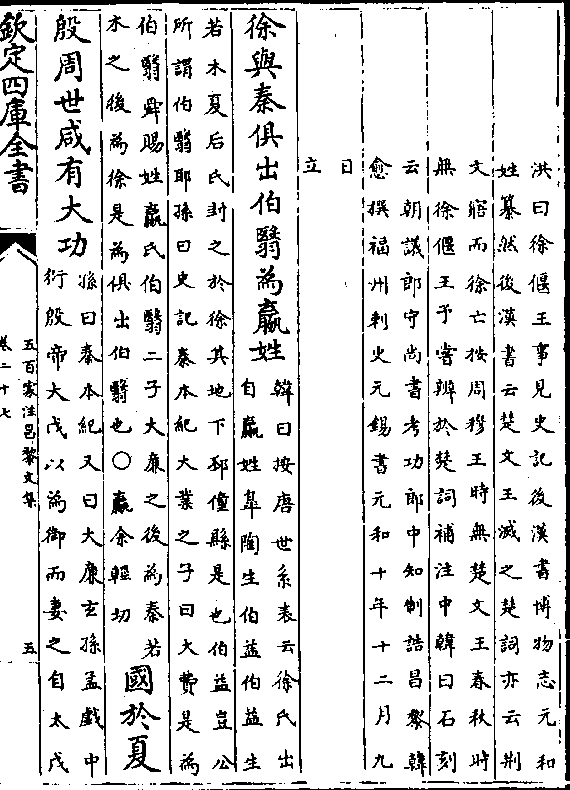 洪曰徐偃王事見史記後漢書博物志元和
姓纂然後漢書云楚文王滅之楚詞亦云荆
文寤而徐亡按周穆王時無楚文王春秋時
無徐偃王予嘗辨於楚詞補注中韓曰石刻
云朝議郎守尚書考功郎中知制誥昌黎韓
愈撰福州刺史元錫書元和十年十二月九
日
立
徐與秦俱出伯翳為嬴姓
韓曰按唐世系表云徐氏出
自嬴姓臯陶生伯益伯益生
若木夏后氏封之於徐其地下邳僮縣是也伯益豈公
所謂伯翳耶孫曰史記秦本紀大業之子曰大費是為
伯翳舜賜姓嬴氏伯翳二子大廉之後為秦若
木之後為徐是為俱出伯翳也○嬴余輕切
國於夏
殷周世咸有大功
孫曰秦本紀又曰大廉玄孫孟戲中
衍殷帝大戊以為御而妻之自太戊
欽定四庫全書
五百家注昌黎文集
卷二十七
五